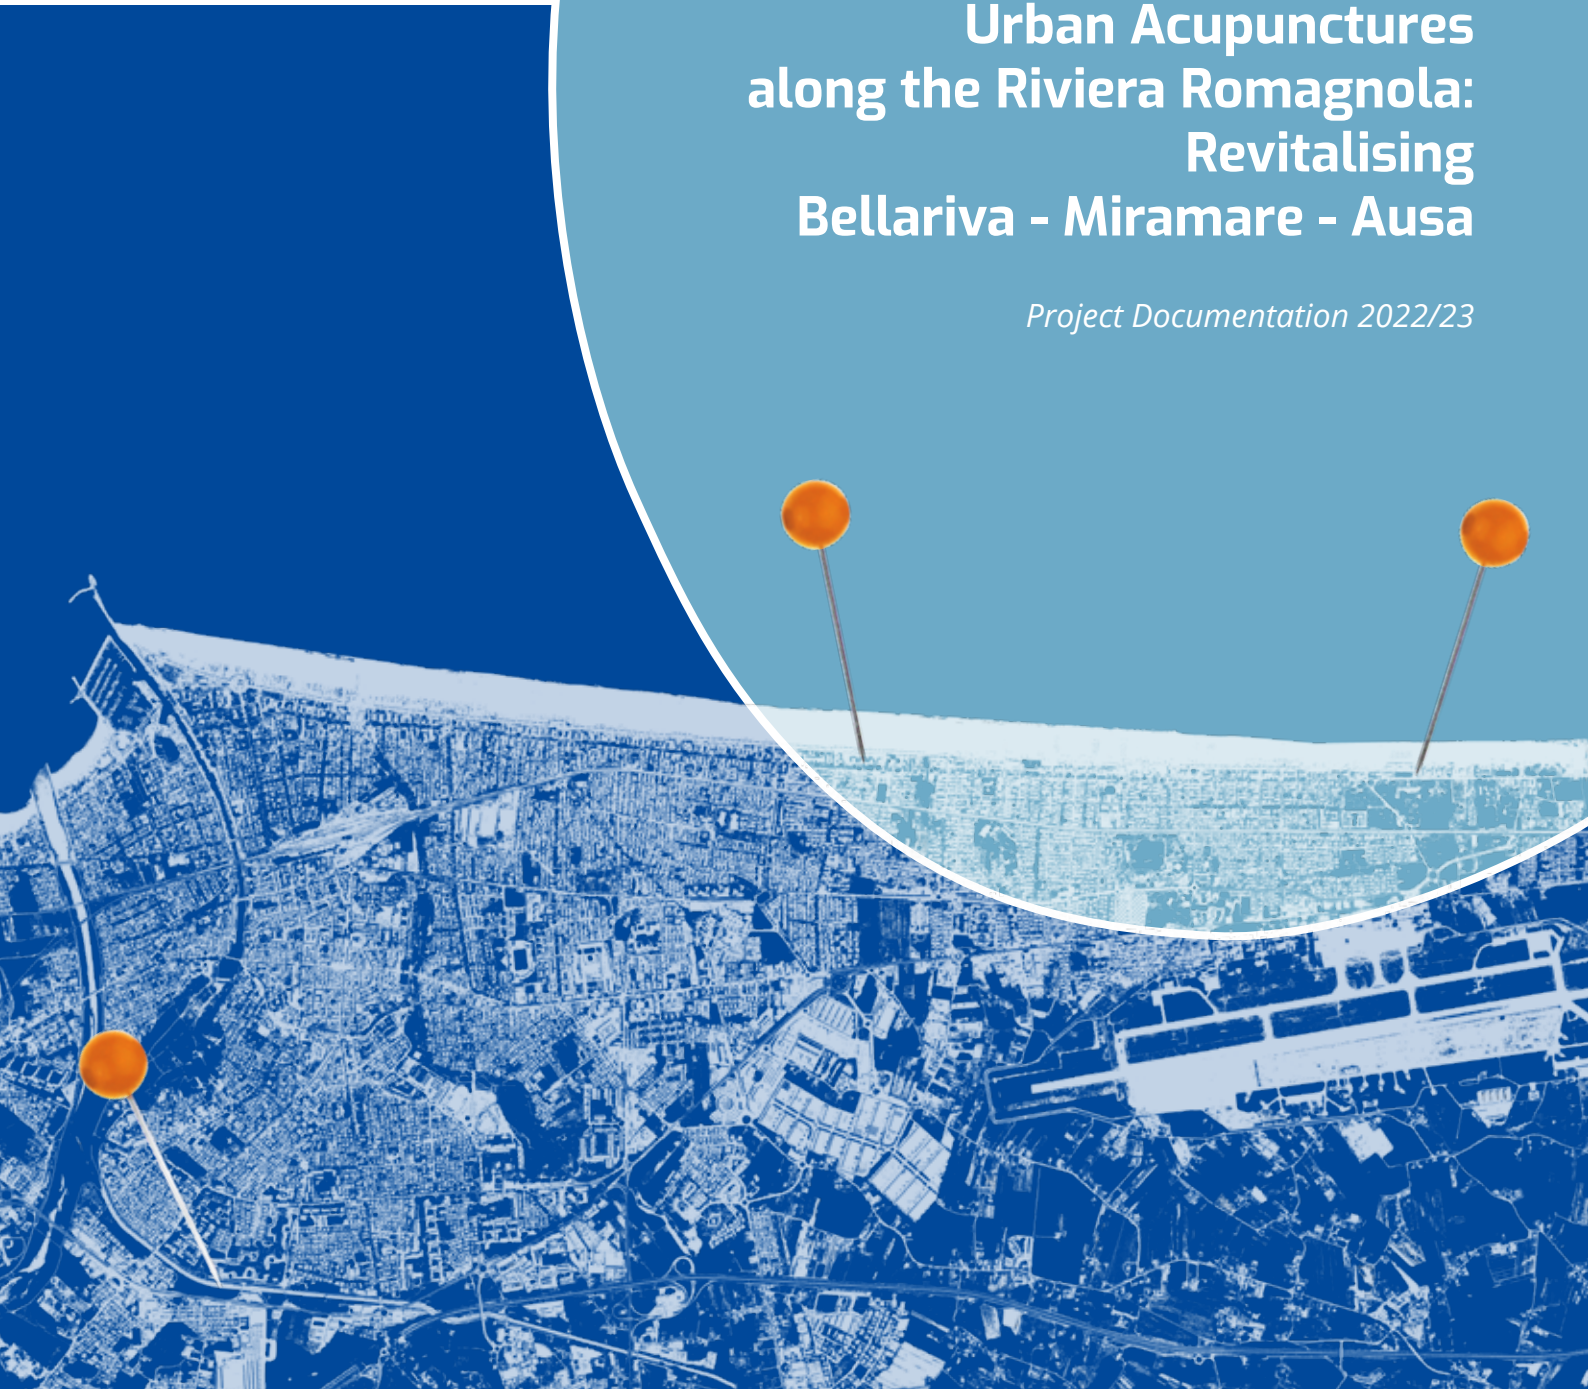 Urban Acupunctures
along the Riviera Romagnola:
Revitalising
Bellariva - Miramare - Ausa
Project Documentation 2022/23